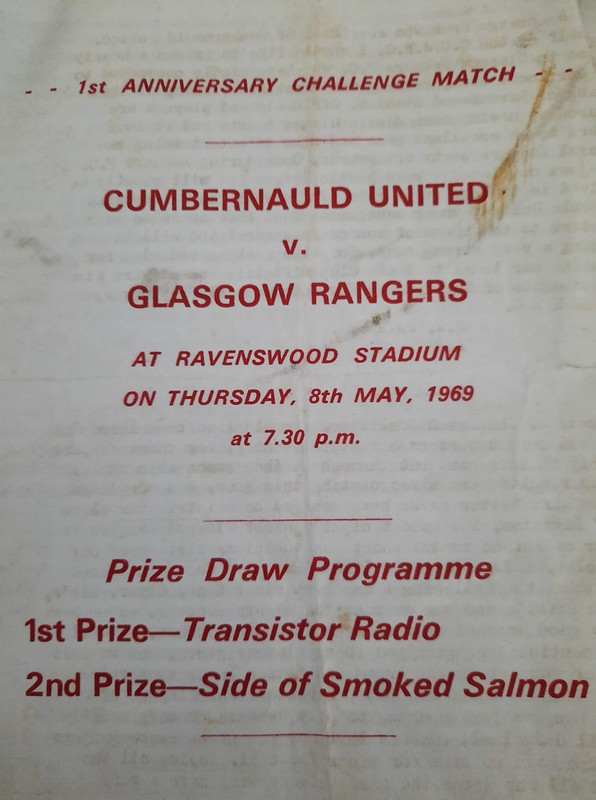 - - 1st ANNIVERSARY CHALLENGE MATCH - -
CUMBERNAULD UNITED
v.
GLASGOW RANGERS
AT RAVENSWOOD STADIUM
ON THURSDAY, 8th MAY, 1969
at 7.30 p.m.
Prize Draw Programme
1st Prize—Transistor Radio
2nd Prize—Side of Smoked Salmon